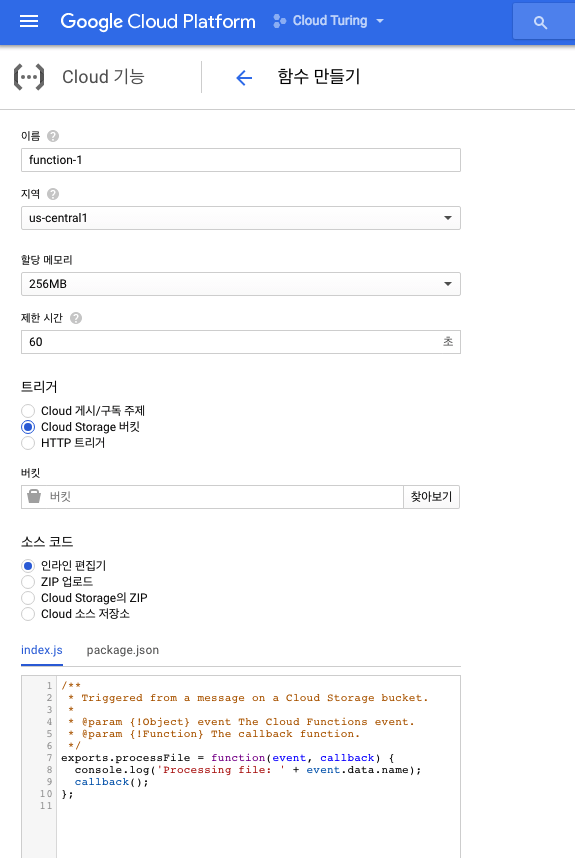 Google Cloud Platform Cloud Turing
Cloud 기능 함수 만들기
이름 ?
function-1
지역 ?
us-central1
할당 메모리
256MB
제한 시간 ?
60 초
트리거
Cloud 게시/구독 주제
Cloud Storage 버킷
HTTP 트리거
버킷
버킷 찾아보기
소스 코드
인라인 편집기
ZIP 업로드
Cloud Storage의 ZIP
Cloud 소스 저장소
index.js package.json
1 /**
2  * Triggered from a message on a Cloud Storage bucket.
3  *
4  * @param {!Object} event The Cloud Functions event.
5  * @param {!Function} The callback function.
6  */
7 exports.processFile = function(event, callback) {
8   console.log('Processing file: ' + event.data.name);
9   callback();
10 };
11